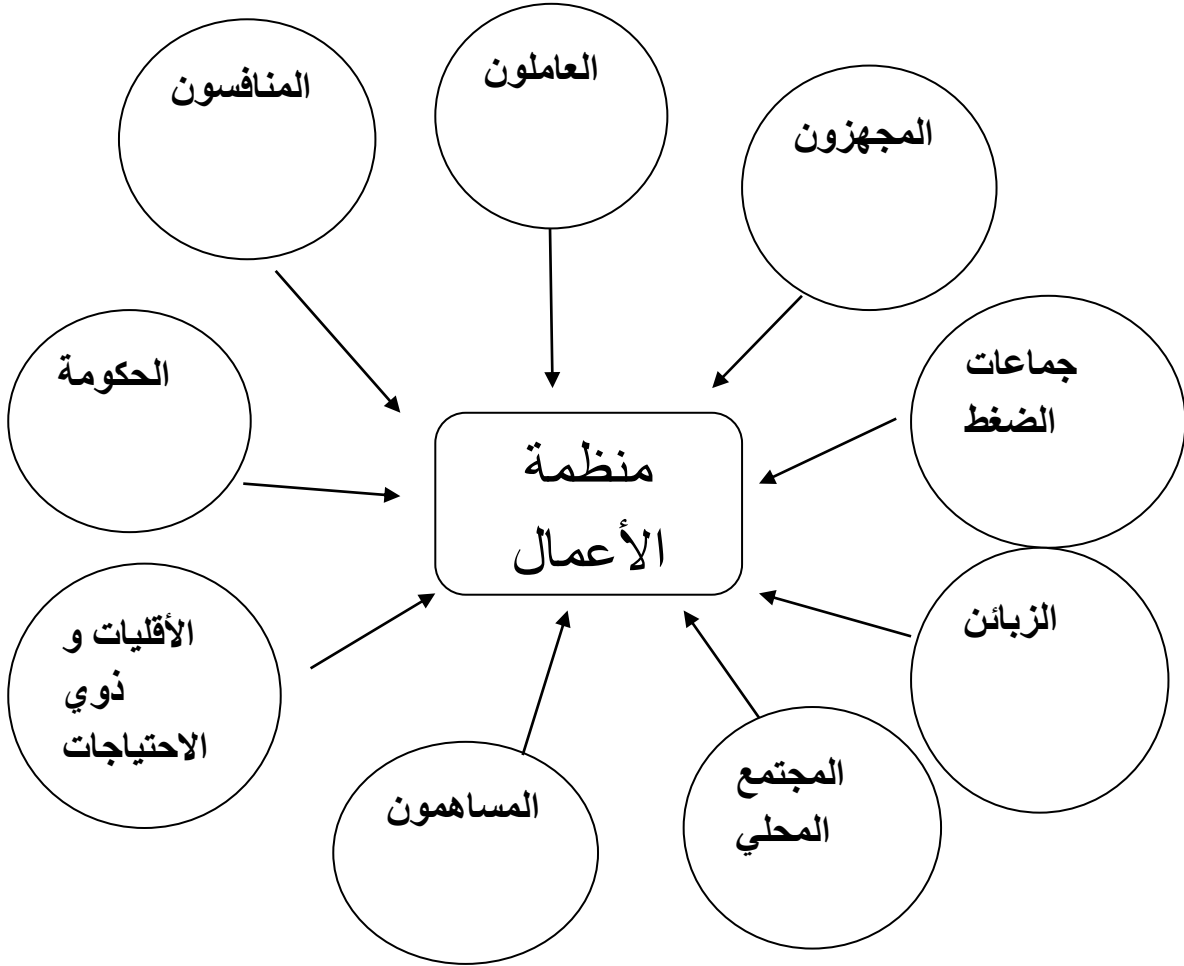 العاملون
المنافسون
المجهزون
جماعات
الضغط
الحكومة
منظمة
الأعمال
الزبائن
الأقليات و
ذوي
الاحتياجات
المجتمع
المحلي
المساهمون